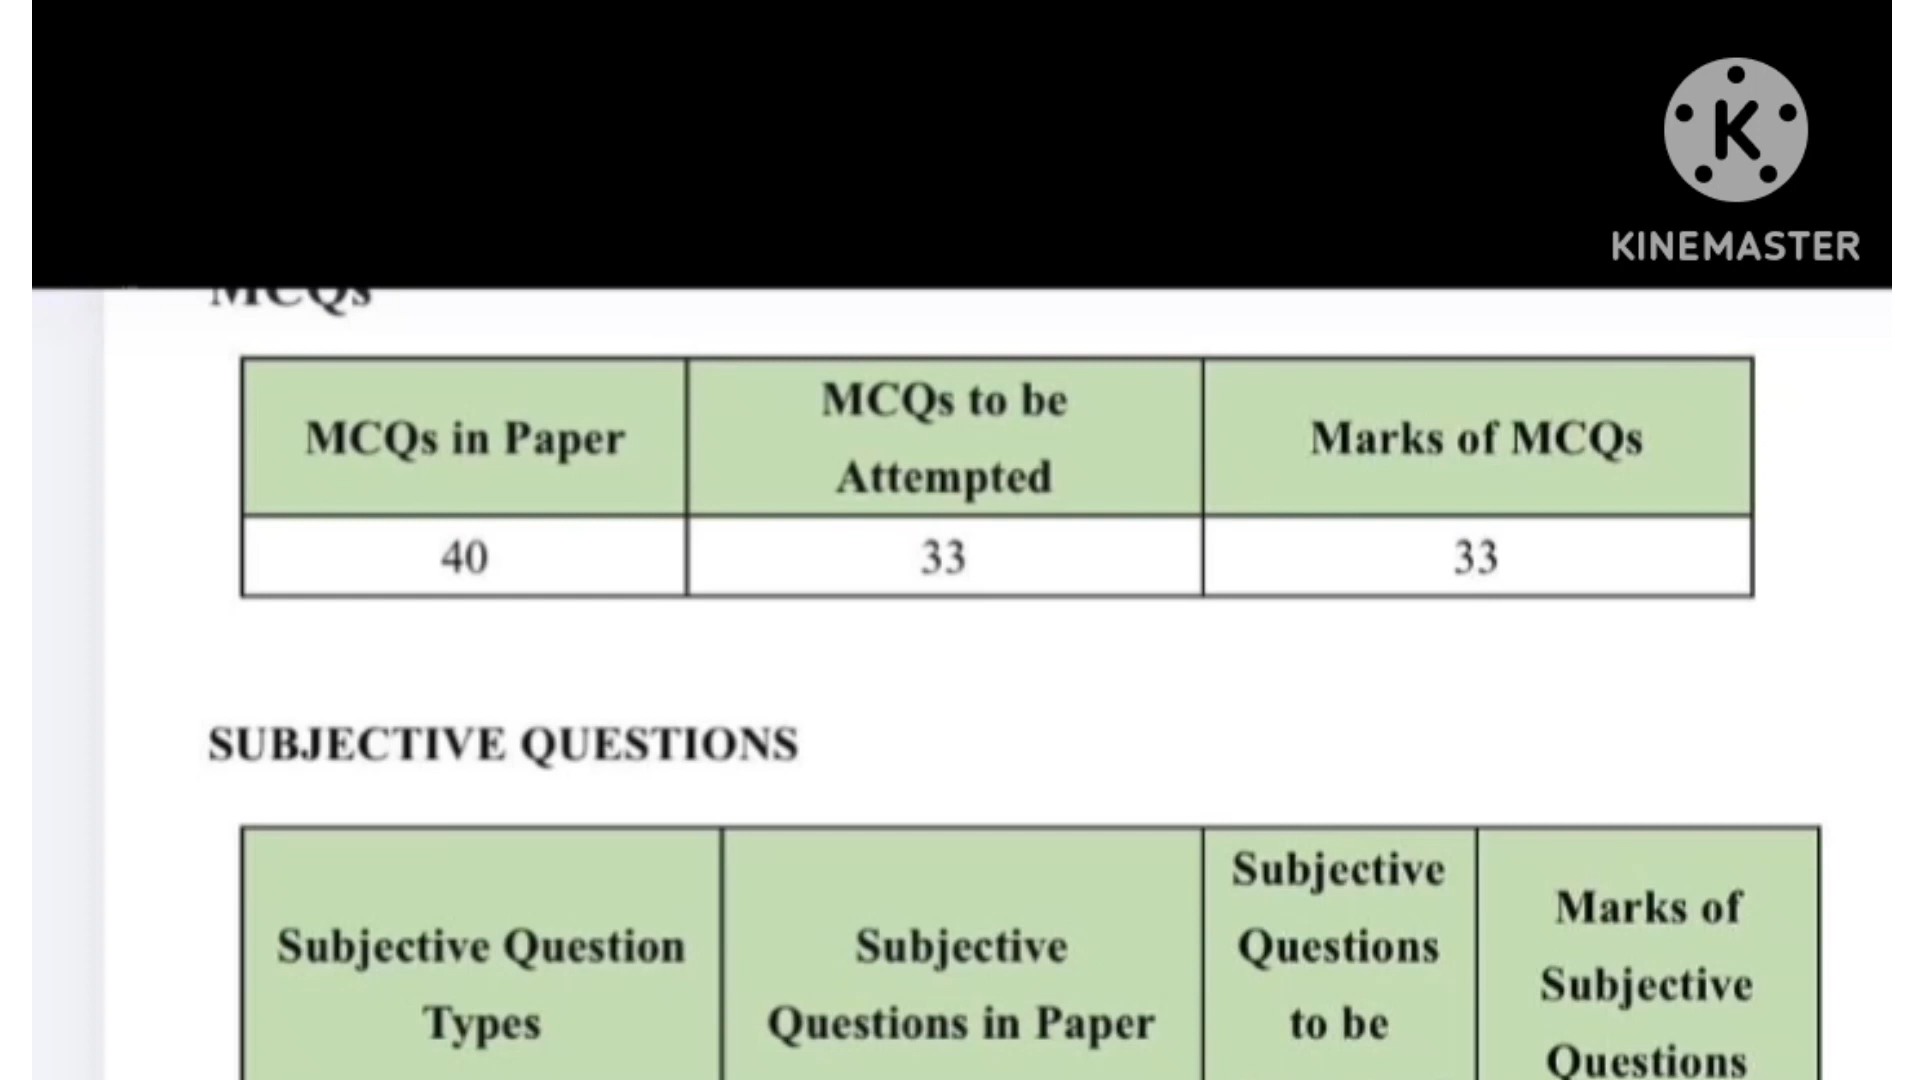 K
KINEMASTER
MCQs
MCQs in Paper
MCQs to be
Attempted
Marks of MCQs
40
33
33
SUBJECTIVE QUESTIONS
Subjective Question
Types
Subjective
Questions in Paper
Subjective
Questions
to be
Marks of
Subjective
Questions